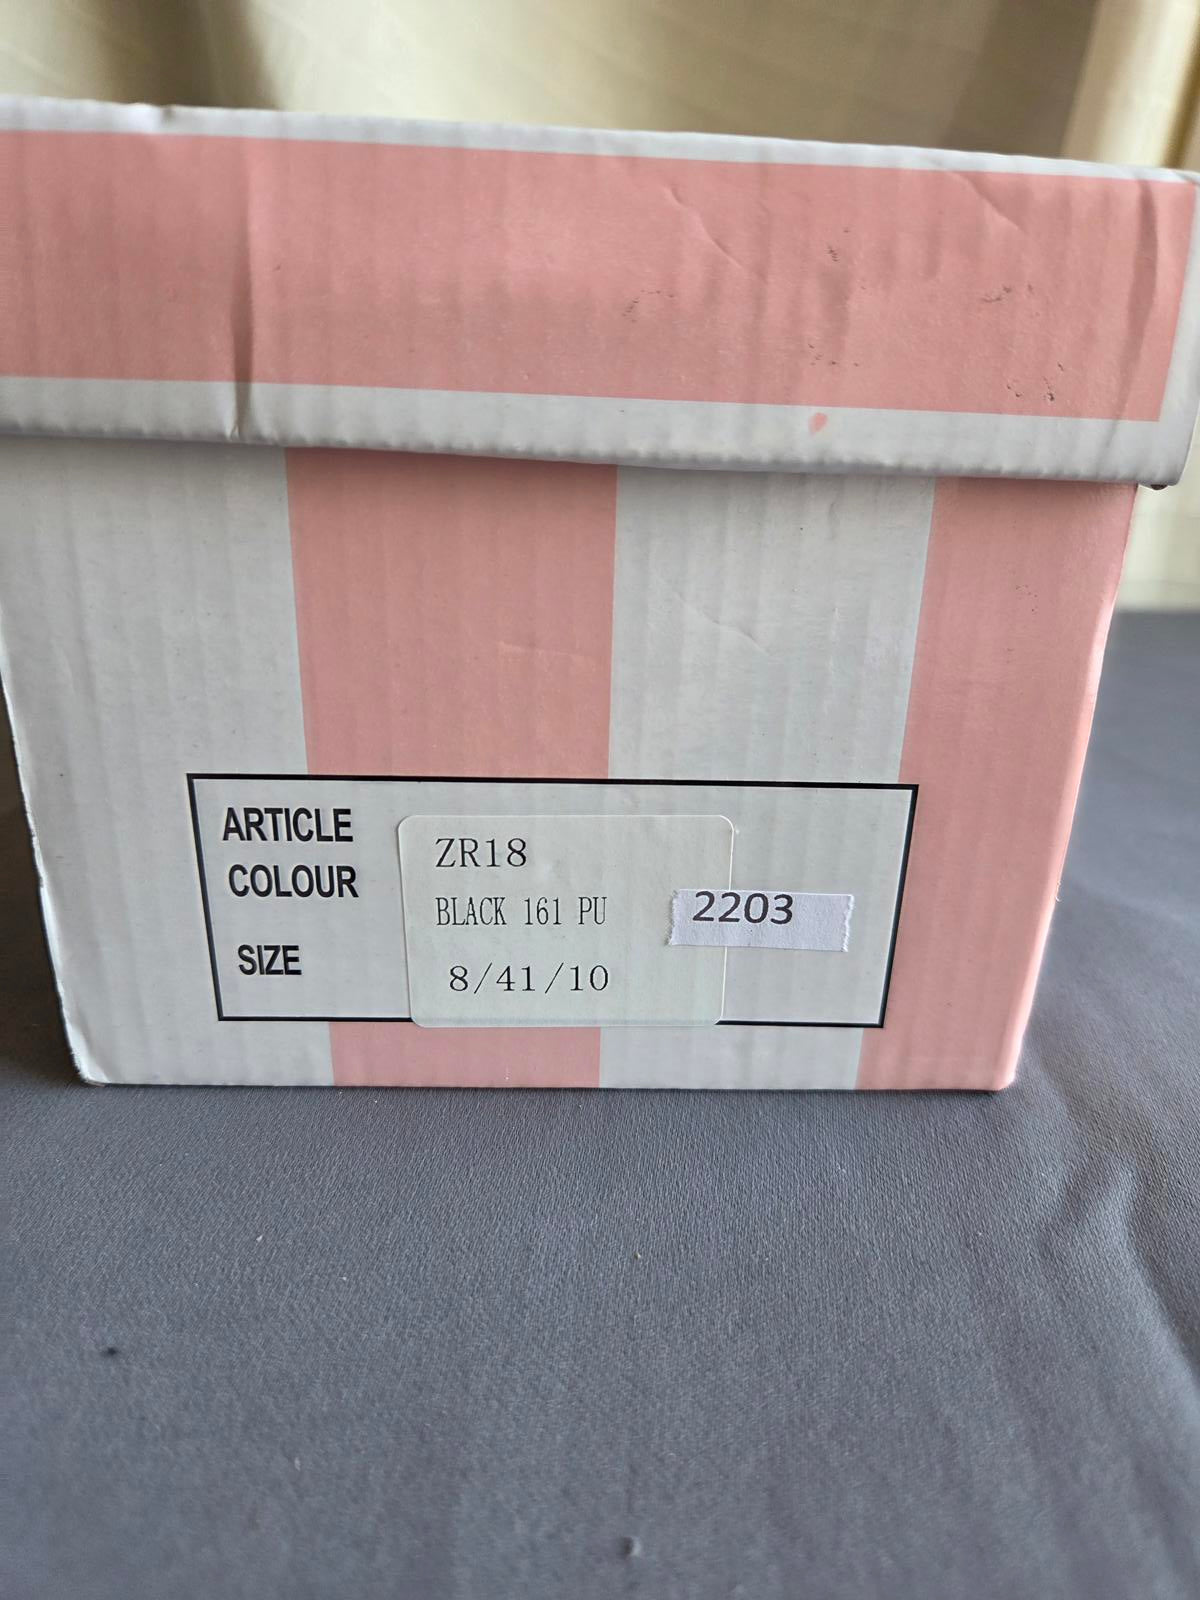 ARTICLE ZR18
COLOUR BLACK 161 PU 2203
SIZE 8/41/10